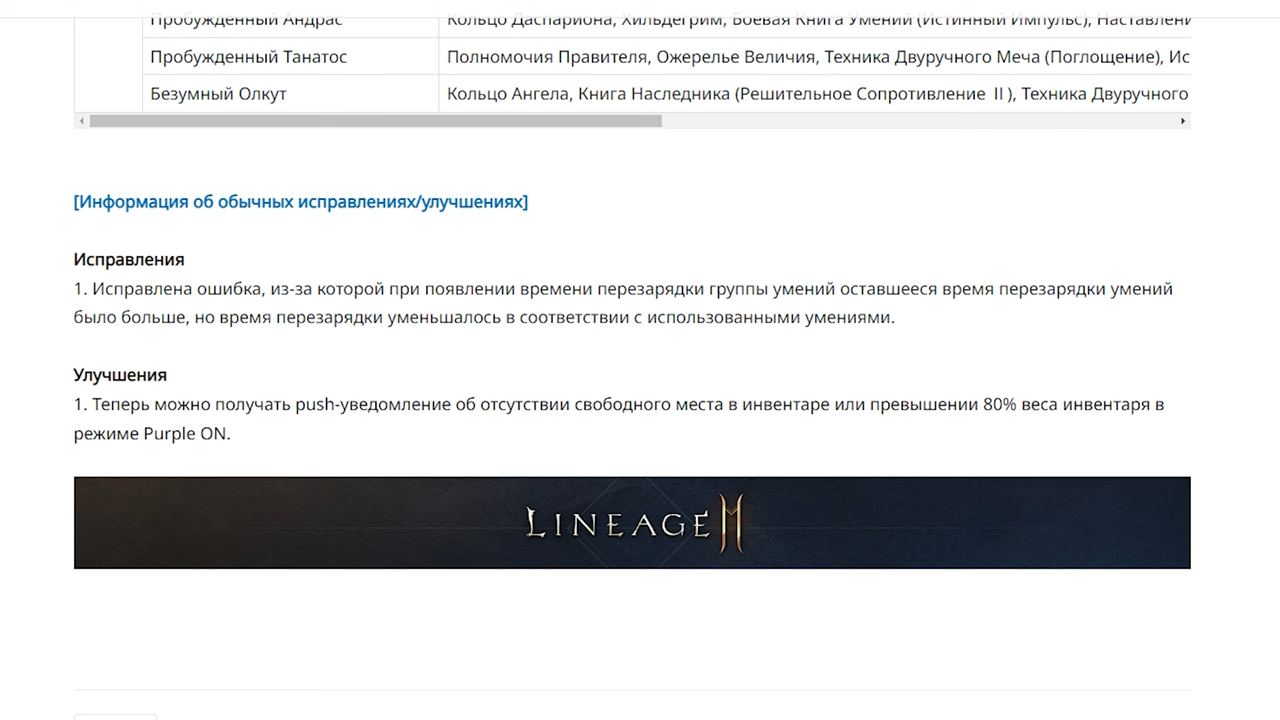 Пробужденный Андрас Кольцо Даспариона, Хильдегрим, Боевая Книга Умений (Истинный Импульс), Наставлени
Пробужденный Танатос Полномочия Правителя, Ожерелье Величия, Техника Двуручного Меча (Поглощение), Ис
Безумный Олкут Кольцо Ангела, Книга Наследника (Решительное Сопротивление Ⅱ), Техника Двуручного
[Информация об обычных исправлениях/улучшениях]
Исправления
1. Исправлена ошибка, из-за которой при появлении времени перезарядки группы умений оставшееся время перезарядки умений
было больше, но время перезарядки уменьшалось в соответствии с использованными умениями.
Улучшения
1. Теперь можно получать push-уведомление об отсутствии свободного места в инвентаре или превышении 80% веса инвентаря в
режиме Purple ON.
LINEAGE M